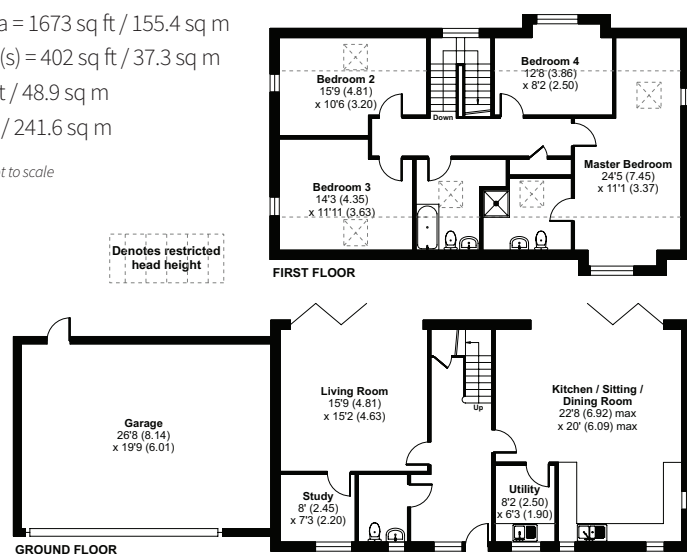 a = 1673 sq ft / 155.4 sq m
(s) = 402 sq ft / 37.3 sq m
t / 48.9 sq m
/ 241.6 sq m
t to scale
Denotes restricted
head height
Bedroom 2
15'9 (4.81)
x 10'6 (3.20)
Down
Bedroom 4
12'8 (3.86)
x 8'2 (2.50)
Bedroom 3
14'3 (4.35)
x 11'11 (3.63)
Master Bedroom
24'5 (7.45)
x 11'1 (3.37)
FIRST FLOOR
Garage
26'8 (8.14)
x 19'9 (6.01)
Living Room
15'9 (4.81)
x 15'2 (4.63)
Up
Kitchen / Sitting /
Dining Room
22'8 (6.92) max
x 20' (6.09) max
Study
8' (2.45)
x 7'3 (2.20)
Utility
8'2 (2.50)
x 6'3 (1.90)
GROUND FLOOR